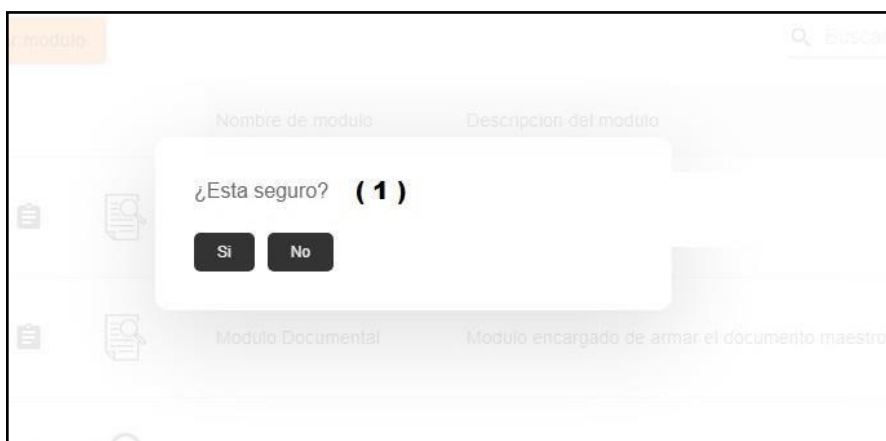 modulo
Buscar
Nombre de modulo Descripcion del modulo
¿Esta seguro? ( 1 )
Si No
Modulo Documental Modulo encargado de armar el documento maestro